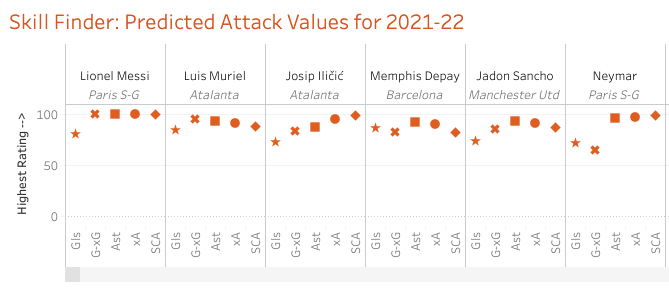 Skill Finder: Predicted Attack Values for 2021-22
Lionel Messi Luis Muriel Josip Iličić Memphis Depay Jadon Sancho Neymar
Paris S-G Atalanta Atalanta Barcelona Manchester Utd Paris S-G
Highest Rating -->
100
50
0
Gls G-xG Ast xA SCA Gls G-xG Ast xA SCA Gls G-xG Ast xA SCA Gls G-xG Ast xA SCA Gls G-xG Ast xA SCA Gls G-xG Ast xA SCA